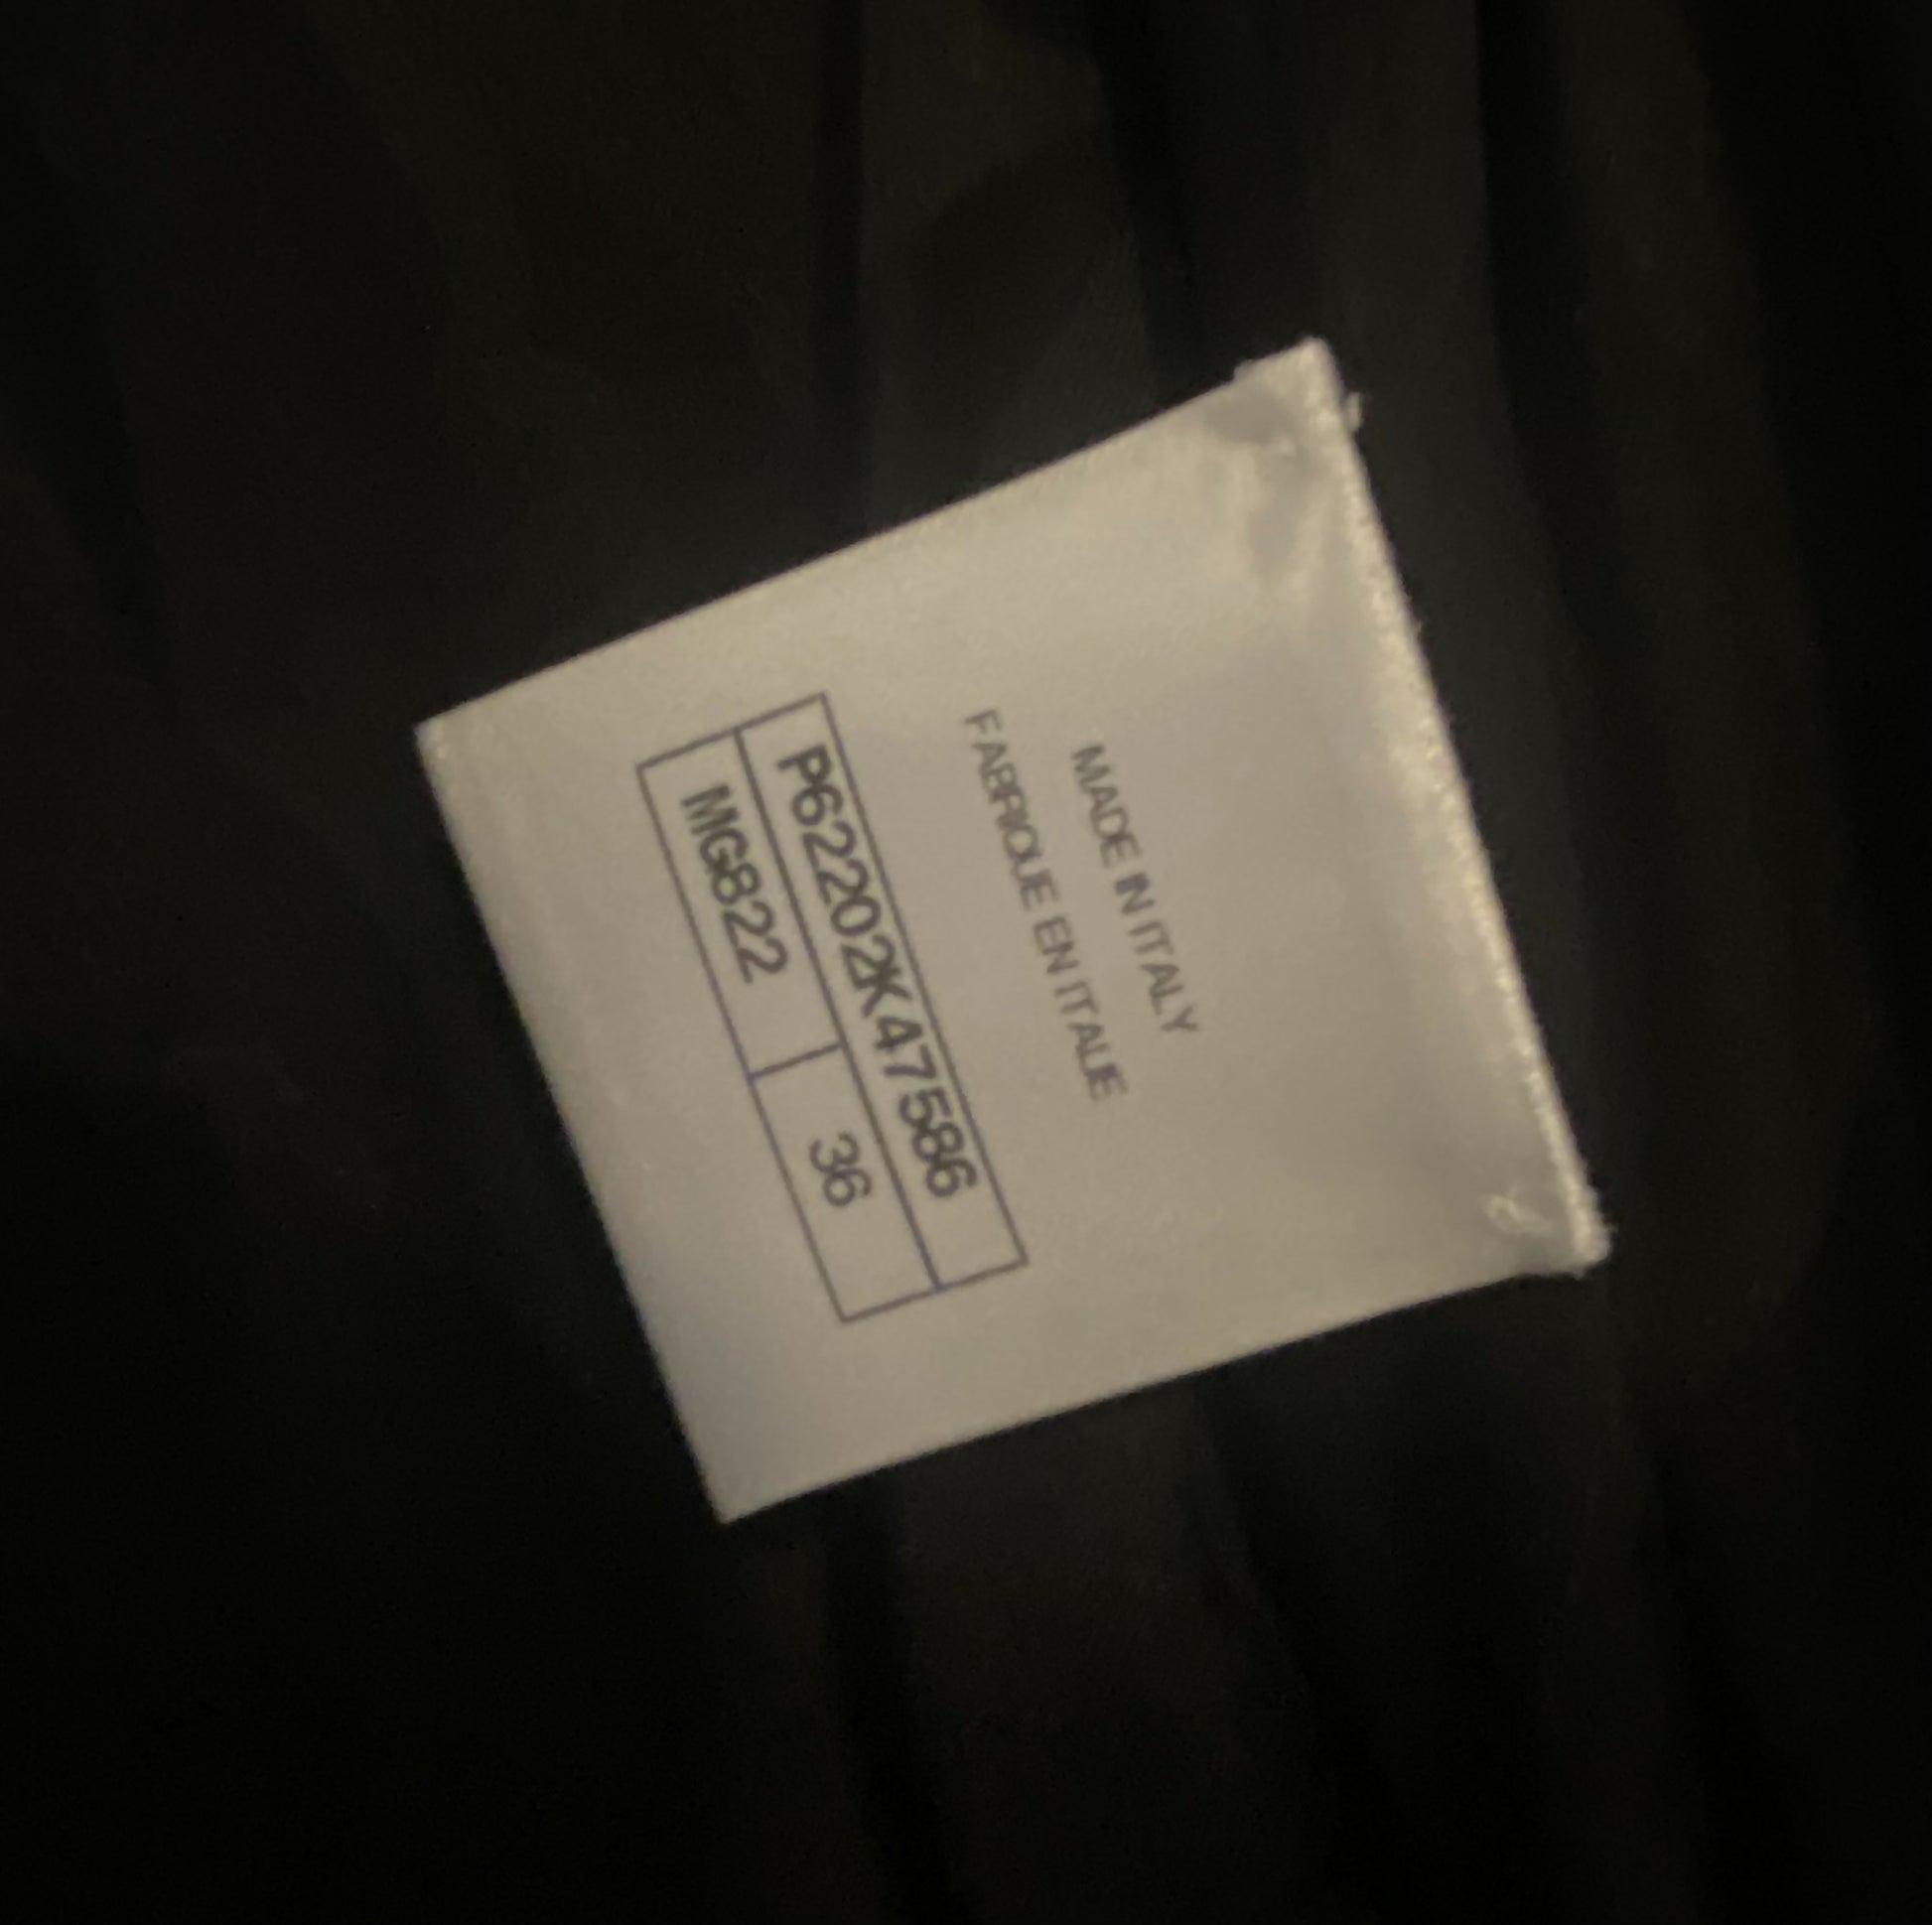 MADE IN ITALY
FABRIQUE EN ITALIE
P62202K47586
MG822 36